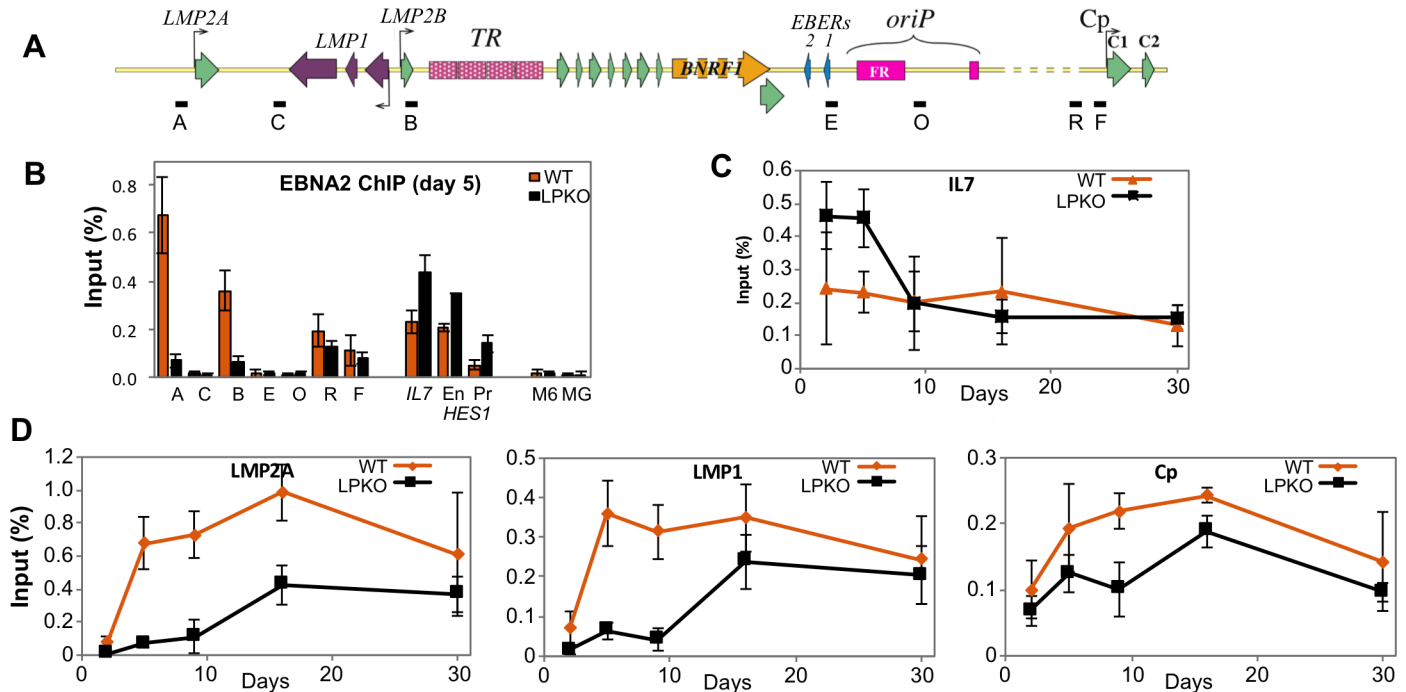 A
LMP2A
LMP1
LMP2B
TR
BNRF1
EBERs
2 1
oriP
FR
Cp
C1 C2
A C B E O R F
B
EBNA2 ChIP (day 5)
WT
LPKO
Input (%)
0.8
0.6
0.4
0.2
0.0
A C B E O R F IL7 En Pr M6 MG
HES1
C
IL7
WT
LPKO
Input (%)
0.6
0.5
0.4
0.3
0.2
0.1
0
0 10 20 30
Days
D
LMP2A
WT
LPKO
Input (%)
1.2
1.0
0.8
0.6
0.4
0.2
0
0 10 20 30
Days
LMP1
WT
LPKO
0.5
0.4
0.3
0.2
0.1
0
0 10 20 30
Days
Cp
WT
LPKO
0.3
0.2
0.1
0
0 10 20 30
Days